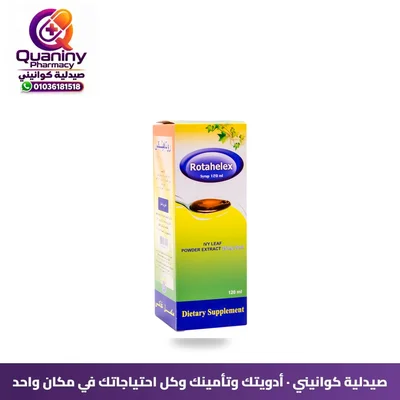 Quaniny
Pharmacy
صيدلية كوانيني
01036181518
Rotahelex
Syrup 120 ml
IVY LEAF
POWDER EXTRACT
120 ml
Dietary Supplement
صيدلية كوانيني · أدويتك وتأمينك وكل احتياجاتك في مكان واحد